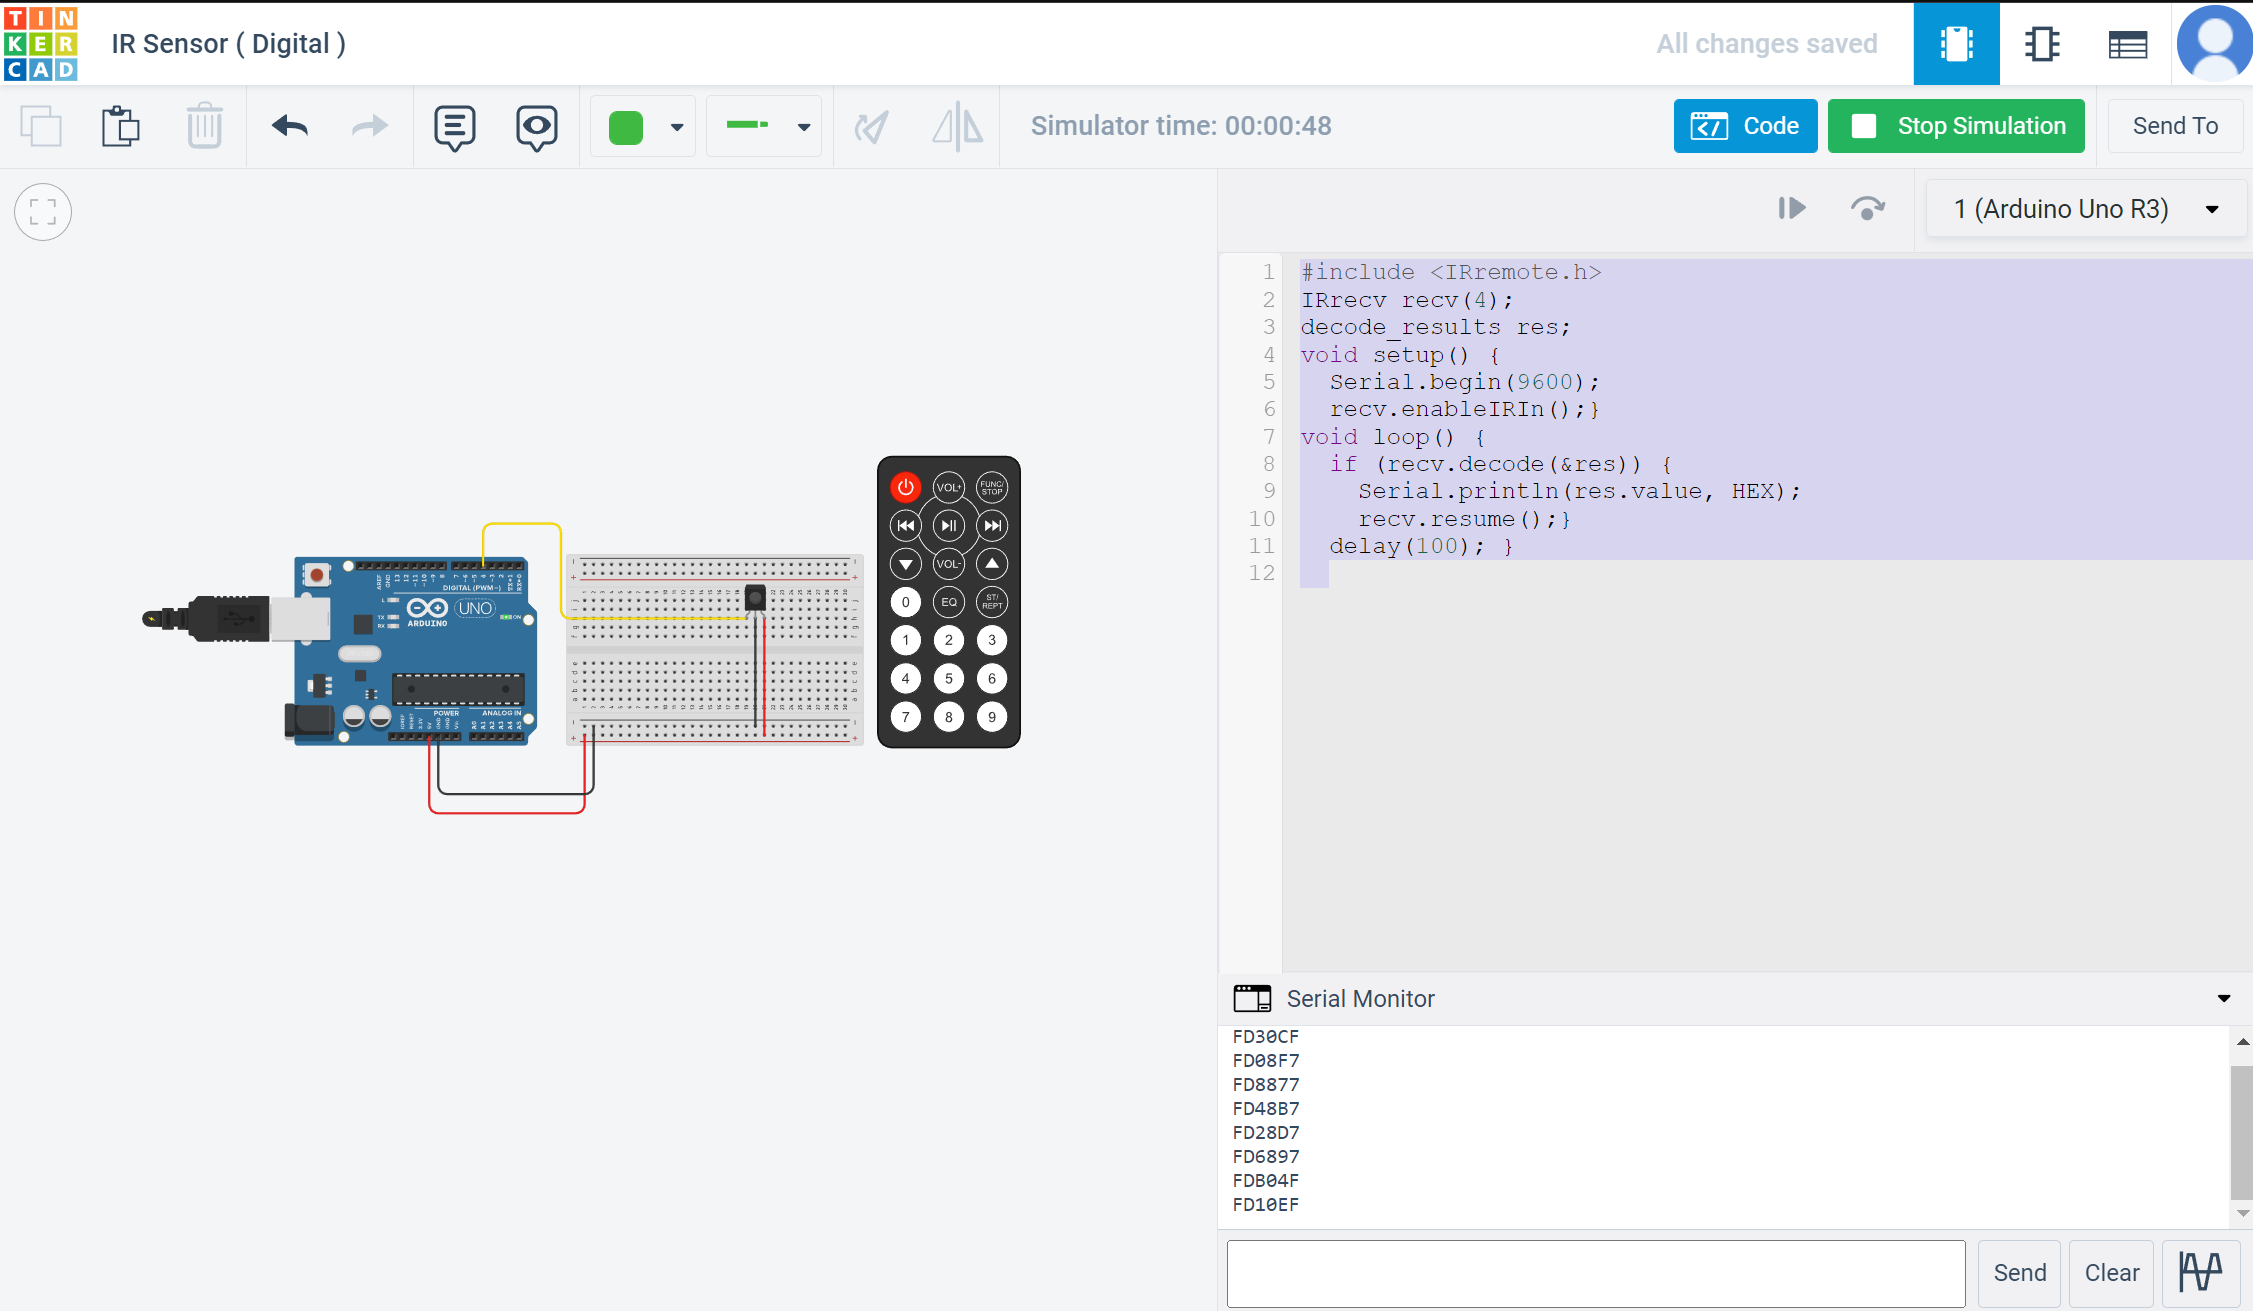 TIN
KER
CAD
IR Sensor ( Digital )
All changes saved
Simulator time: 00:00:48
Code
Stop Simulation
Send To
1 (Arduino Uno R3)
1 #include <IRremote.h>
2 IRrecv recv(4);
3 decode_results res;
4 void setup() {
5 Serial.begin(9600);
6 recv.enableIRIn();}
7 void loop() {
8 if (recv.decode(&res)) {
9 Serial.println(res.value, HEX);
10 recv.resume();}
11 delay(100); }
12
VOL+ FUNC/STOP
VOL-
0 EQ ST/REPT
1 2 3
4 5 6
7 8 9
DIGITAL (PWM~)
UNO
ARDUINO
TX
RX
ON
POWER ANALOG IN
Serial Monitor
FD30CF
FD08F7
FD8877
FD48B7
FD28D7
FD6897
FDB04F
FD10EF
Send
Clear